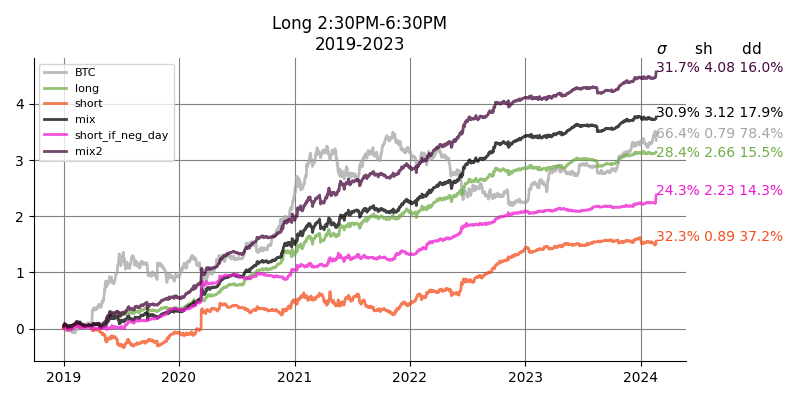 Long 2:30PM-6:30PM
2019-2023
σ sh dd
31.7% 4.08 16.0%
30.9% 3.12 17.9%
66.4% 0.79 78.4%
28.4% 2.66 15.5%
24.3% 2.23 14.3%
32.3% 0.89 37.2%
BTC
long
short
mix
short_if_neg_day
mix2
4
3
2
1
0
2019 2020 2021 2022 2023 2024